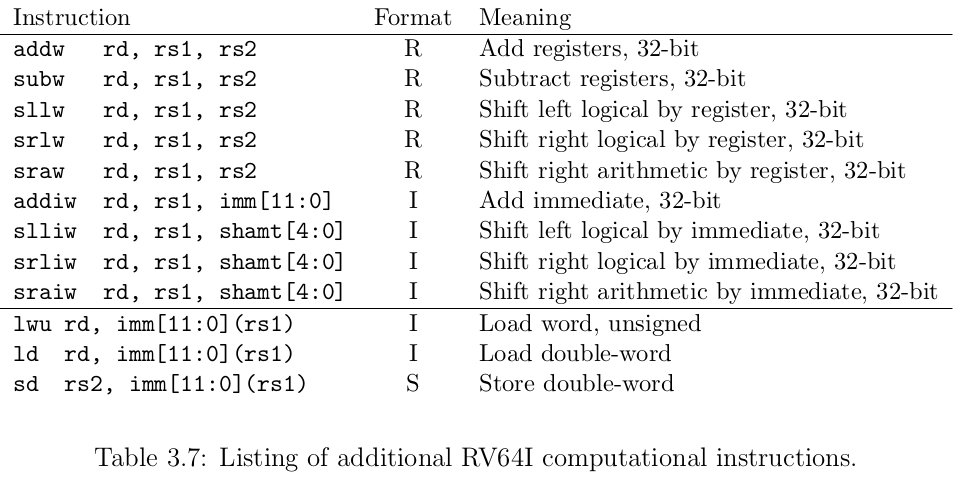 Instruction Format Meaning
addw rd, rs1, rs2 R Add registers, 32-bit
subw rd, rs1, rs2 R Subtract registers, 32-bit
sllw rd, rs1, rs2 R Shift left logical by register, 32-bit
srlw rd, rs1, rs2 R Shift right logical by register, 32-bit
sraw rd, rs1, rs2 R Shift right arithmetic by register, 32-bit
addiw rd, rs1, imm[11:0] I Add immediate, 32-bit
slliw rd, rs1, shamt[4:0] I Shift left logical by immediate, 32-bit
srliw rd, rs1, shamt[4:0] I Shift right logical by immediate, 32-bit
sraiw rd, rs1, shamt[4:0] I Shift right arithmetic by immediate, 32-bit
lwu rd, imm[11:0](rs1) I Load word, unsigned
ld rd, imm[11:0](rs1) I Load double-word
sd rs2, imm[11:0](rs1) S Store double-word
Table 3.7: Listing of additional RV64I computational instructions.